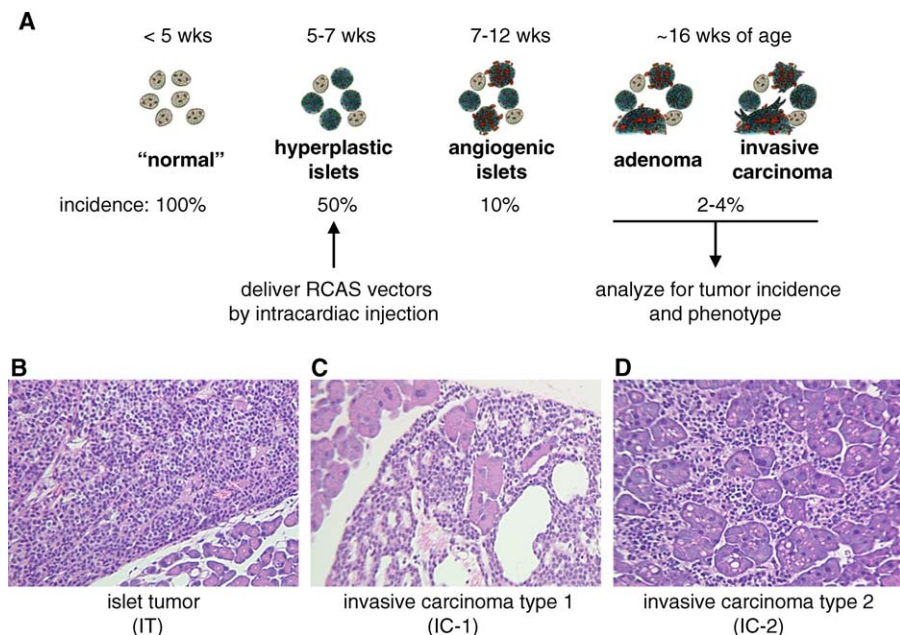 A
< 5 wks 5-7 wks 7-12 wks ~16 wks of age
“normal” hyperplastic islets angiogenic islets adenoma invasive carcinoma
incidence: 100% 50% 10% 2-4%
deliver RCAS vectors
by intracardiac injection
analyze for tumor incidence
and phenotype
B
C
D
islet tumor
(IT)
invasive carcinoma type 1
(IC-1)
invasive carcinoma type 2
(IC-2)